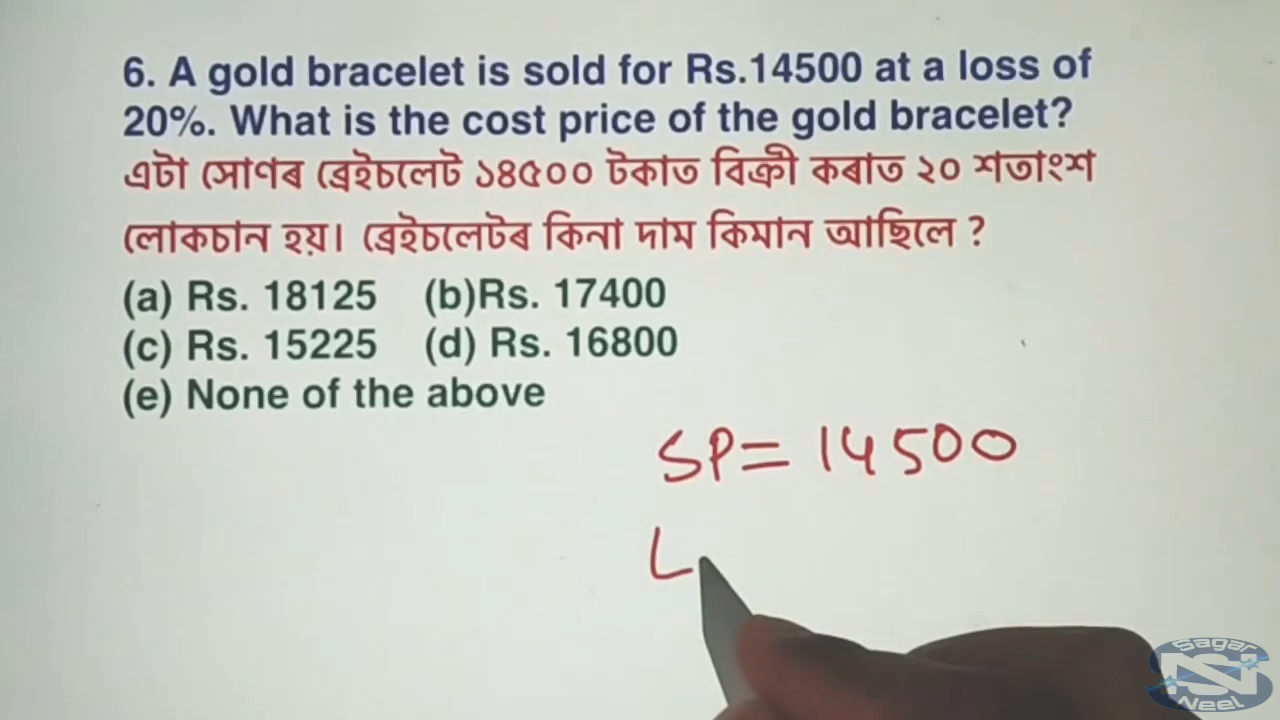 6. A gold bracelet is sold for Rs.14500 at a loss of
20%. What is the cost price of the gold bracelet?
এটা সোণৰ ব্ৰেইচলেট ১৪৫০০ টকাত বিক্ৰী কৰাত ২০ শতাংশ
লোকচান হয়। ব্ৰেইচলেটৰ কিনা দাম কিমান আছিলে ?
(a) Rs. 18125 (b)Rs. 17400
(c) Rs. 15225 (d) Rs. 16800
(e) None of the above
SP= 14500
L
Sagar
NSI
Neel